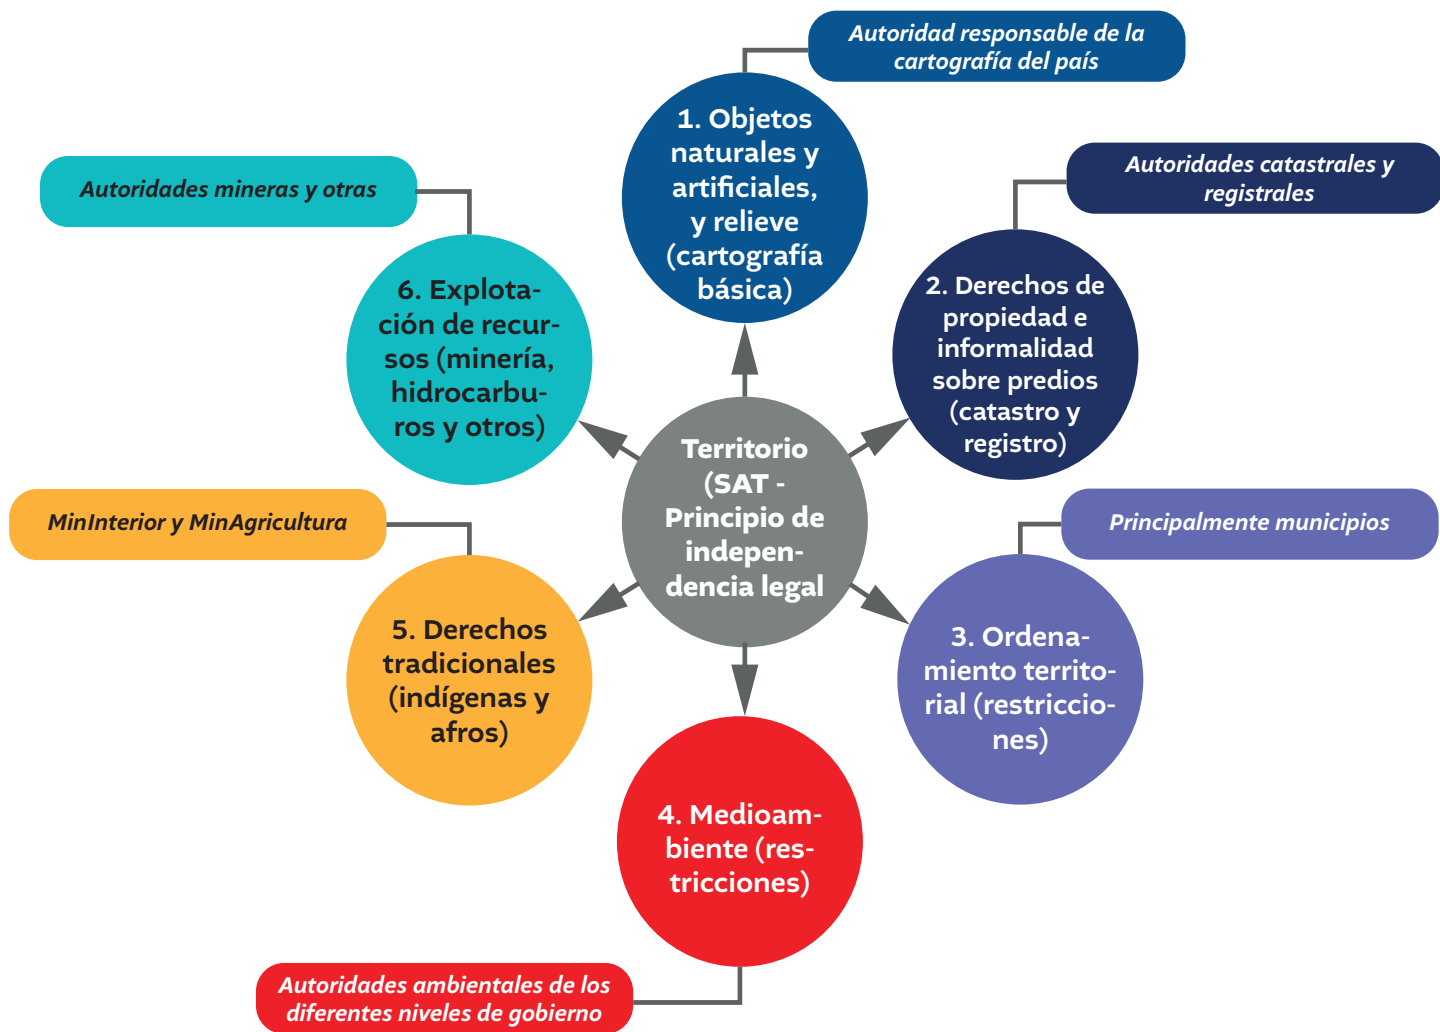 Autoridad responsable de la
cartografía del país
1. Objetos
naturales y
artificiales,
y relieve
(cartografía
básica)
Autoridades catastrales y
registrales
2. Derechos de
propiedad e
informalidad
sobre predios
(catastro y
registro)
Autoridades mineras y otras
6. Explota-
ción de recur-
sos (minería,
hidrocarbu-
ros y otros)
Territorio
(SAT -
Principio de
indepen-
dencia legal
MinInterior y MinAgricultura
5. Derechos
tradicionales
(indígenas y
afros)
Principalmente municipios
3. Ordena-
miento territo-
rial (restriccio-
nes)
4. Medioam-
biente (res-
tricciones)
Autoridades ambientales de los
diferentes niveles de gobierno